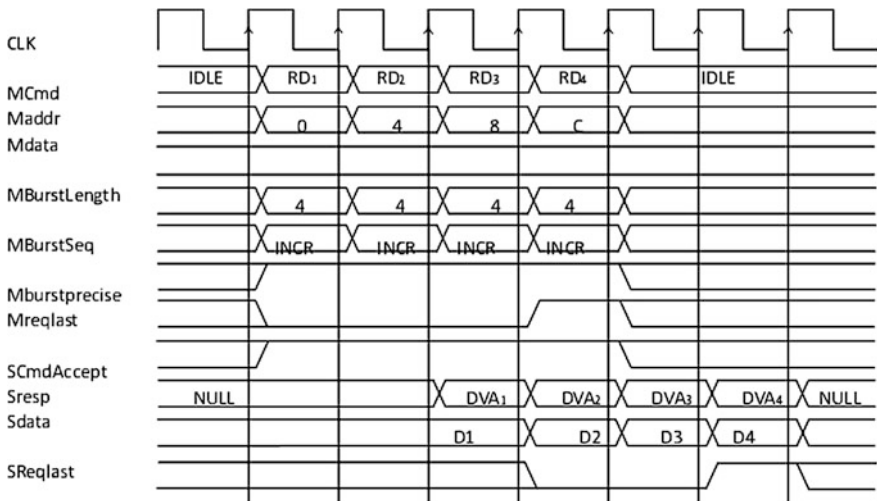 CLK
MCmd IDLE RD1 RD2 RD3 RD4 IDLE
Maddr 0 4 8 C
Mdata
MBurstLength 4 4 4 4
MBurstSeq INCR INCR INCR INCR
Mburstprecise
Mreqlast
SCmdAccept
Sresp NULL DVA1 DVA2 DVA3 DVA4 NULL
Sdata D1 D2 D3 D4
SReqlast